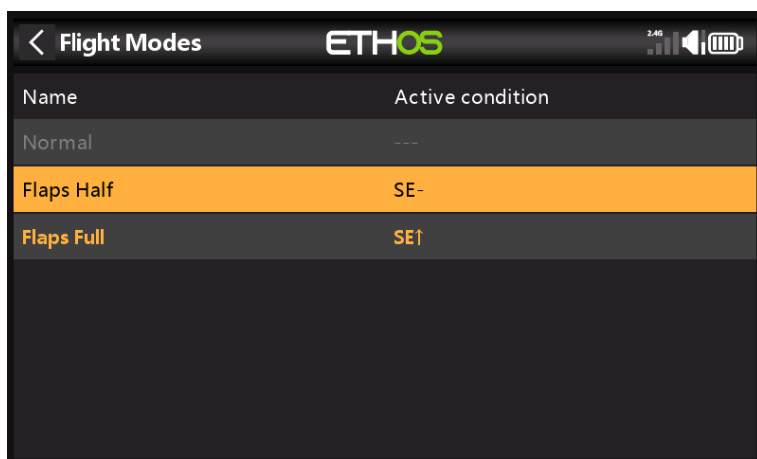 Flight Modes ETHOS 2.4G
Name Active condition
Normal ---
Flaps Half SE-
Flaps Full SE↑